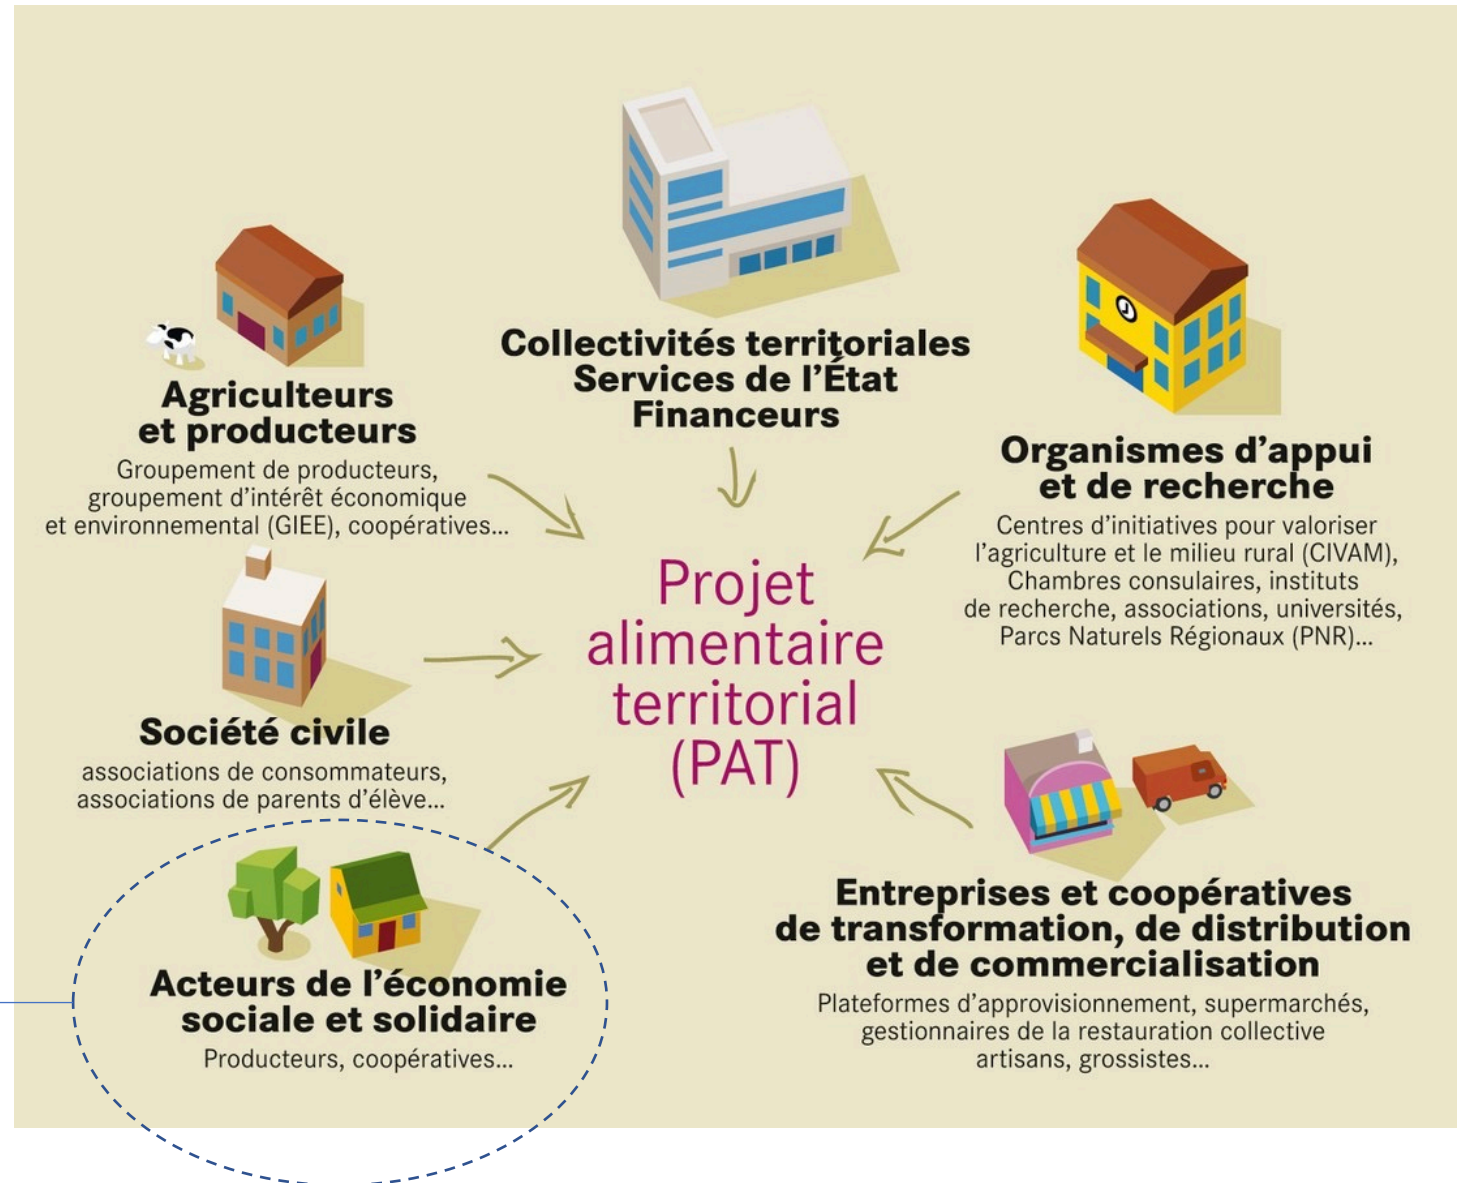 Collectivités territoriales
Services de l’État
Financeurs
Agriculteurs
et producteurs
Groupement de producteurs,
groupement d’intérêt économique
et environnemental (GIEE), coopératives...
Organismes d’appui
et de recherche
Centres d’initiatives pour valoriser
l’agriculture et le milieu rural (CIVAM),
Chambres consulaires, instituts
de recherche, associations, universités,
Parcs Naturels Régionaux (PNR)...
Projet
alimentaire
territorial
(PAT)
Société civile
associations de consommateurs,
associations de parents d’élève...
Acteurs de l’économie
sociale et solidaire
Producteurs, coopératives...
Entreprises et coopératives
de transformation, de distribution
et de commercialisation
Plateformes d’approvisionnement, supermarchés,
gestionnaires de la restauration collective
artisans, grossistes...